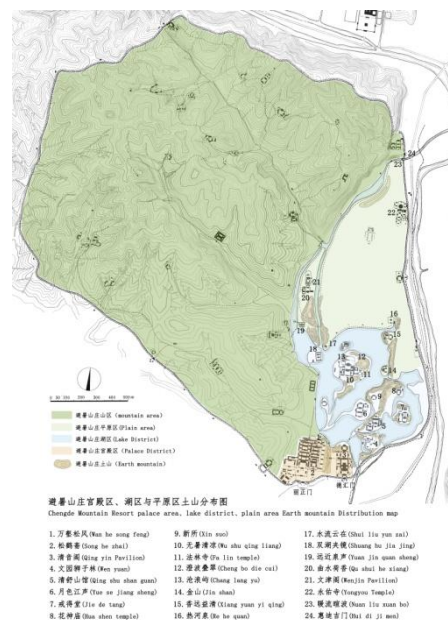 避暑山庄山区 (mountain area)
避暑山庄平原区(Plain area)
避暑山庄湖区(Lake District)
避暑山庄宫殿区 (Palace District)
避暑山庄土山 (Earth mountain)
丽正门
德汇门
避暑山庄宫殿区、湖区与平原区土山分布图
Chengde Mountain Resort palace area, lake district, plain area Earth mountain Distribution map
1. 万壑松风(Wan he song feng)
2. 松鹤斋(Song he zhai)
3. 清音阁(Qing yin Pavilion)
4. 文园狮子林(Wen yuan)
5. 清舒山馆(Qing shu shan guan)
6. 月色江声(Yue se jiang sheng)
7. 戒得堂(Jie de tang)
8. 花神庙(Hua shen temple)
9. 新所(Xin suo)
10. 无暑清凉(Wu shu qing liang)
11. 法林寺(Fa lin temple)
12. 澄波叠翠(Cheng bo die cui)
13. 沧浪屿(Chang lang yu)
14. 金山(Jin shan)
15. 香远益清(Xiang yuan yi qing)
16. 热河泉(Re he quan)
17. 水流云在(Shui liu yun zai)
18. 双湖夹镜(Shuang hu jia jing)
19. 远近泉声(Yuan jin quan sheng)
20. 曲水荷香(Qu shui he xiang)
21. 文津阁(Wenjin Pavilion)
22. 永佑寺(Yongyou Temple)
23. 暖流暄波(Nuan liu xuan bo)
24. 惠迪吉门(Hui di ji men)